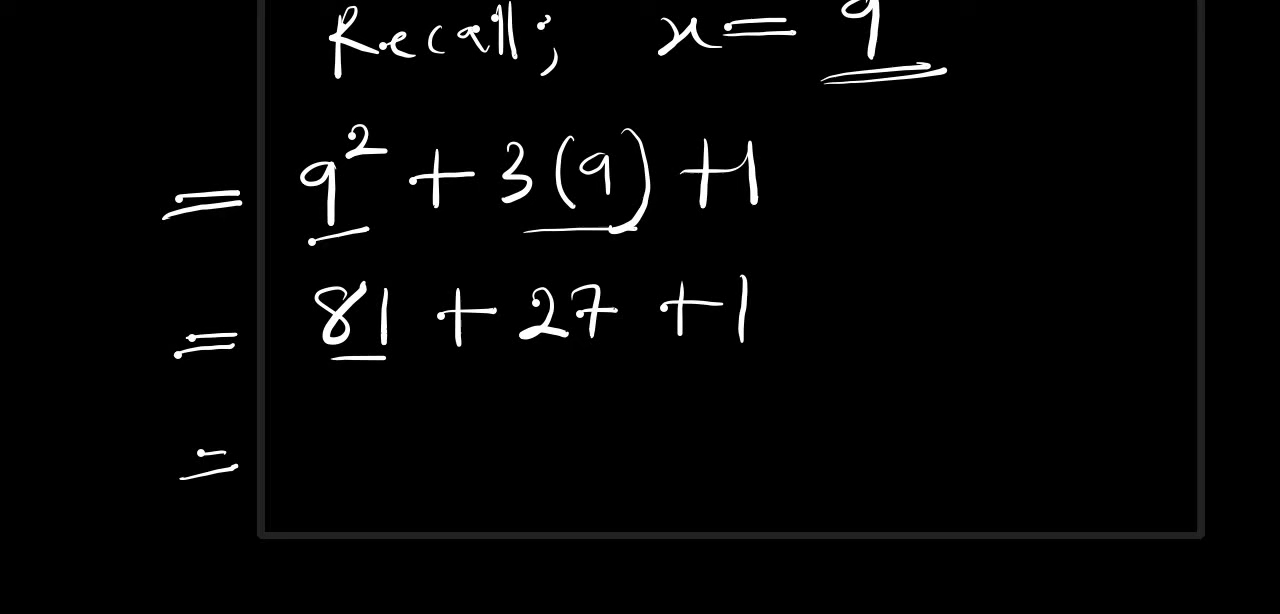 Recall; x = 9
= 9² + 3(9) + 1
= 81 + 27 + 1
=